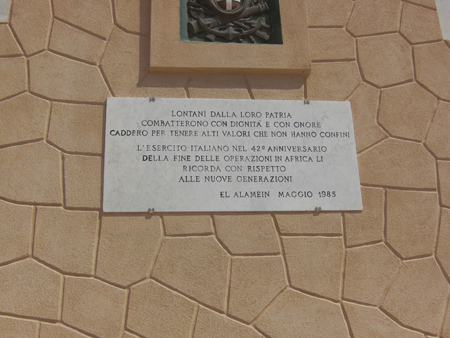 LONTANI DALLA LORO PATRIA
COMBATTERONO CON DIGNITÀ E CON ONORE
CADDERO PER TENERE ALTI VALORI CHE NON HANNO CONFINI
L'ESERCITO ITALIANO NEL 42º ANNIVERSARIO
DELLA FINE DELLE OPERAZIONI IN AFRICA LI
RICORDA CON RISPETTO
ALLE NUOVE GENERAZIONI
EL ALAMEIN MAGGIO 1985